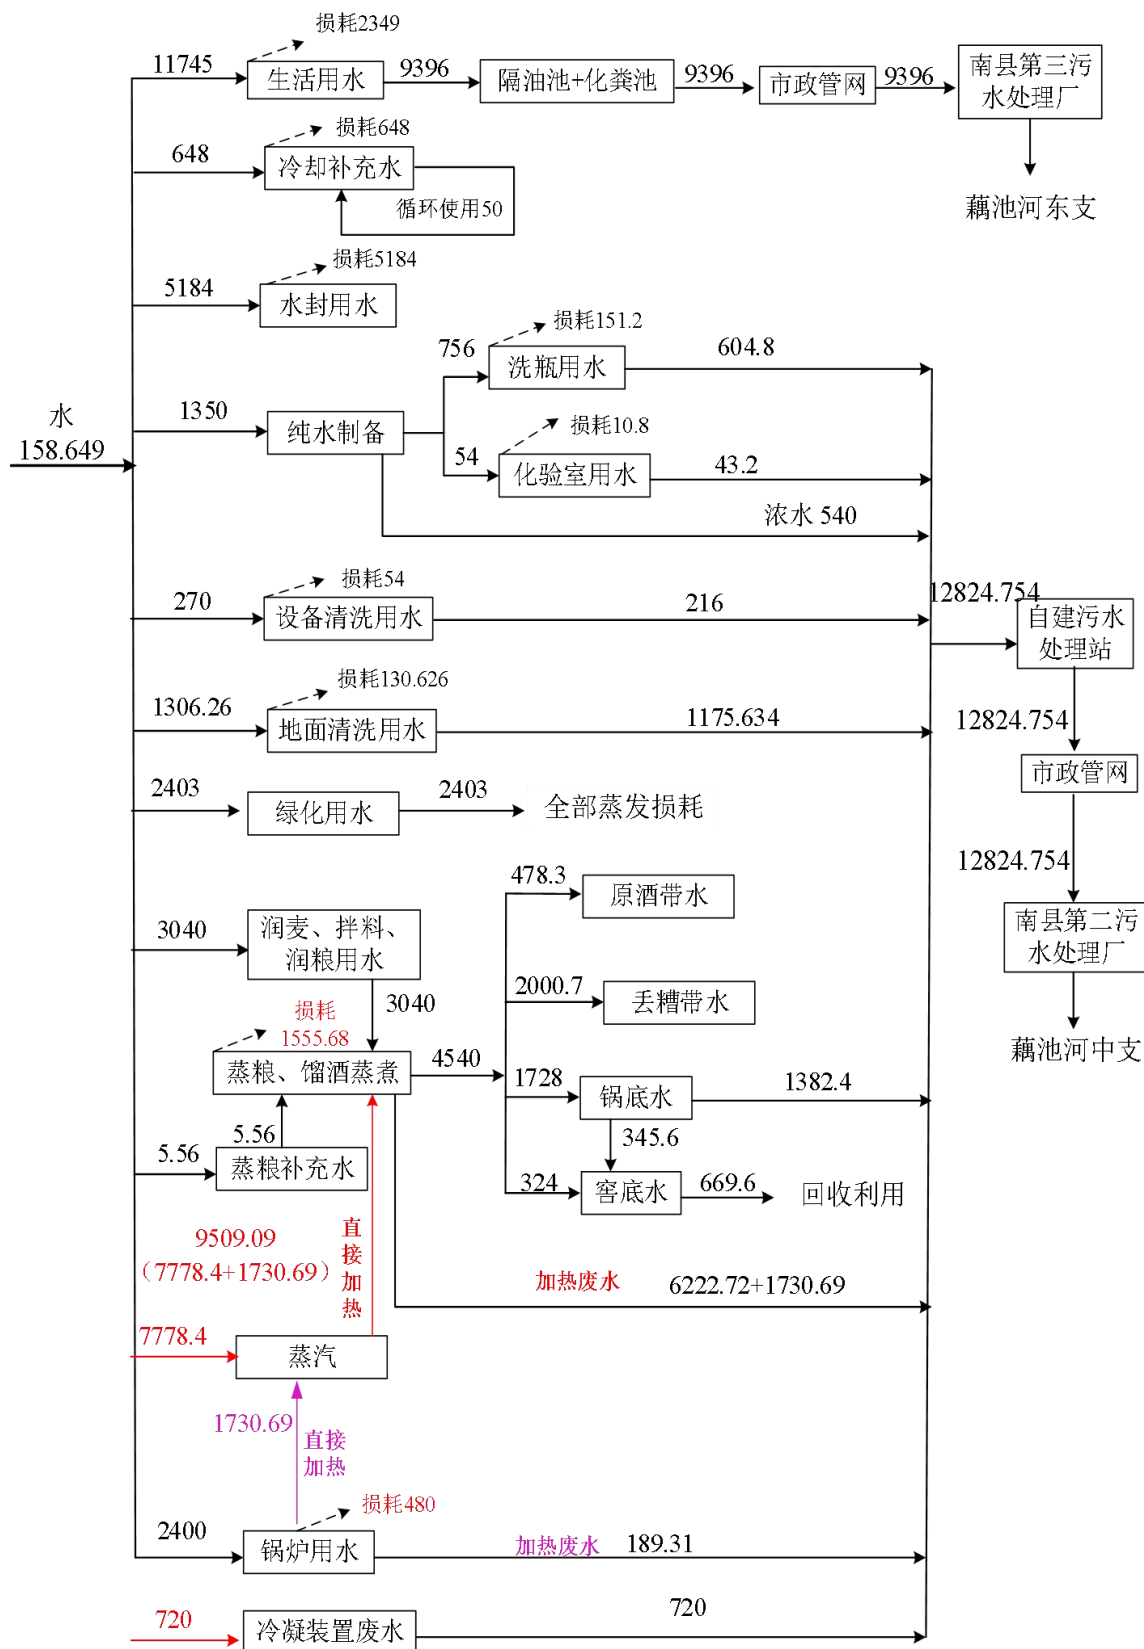 损耗2349
11745
生活用水
9396
隔油池+化粪池
9396
市政管网
9396
南县第三污
水处理厂
藕池河东支
损耗648
648
冷却补充水
循环使用50
损耗5184
5184
水封用水
水
158.649
1350
纯水制备
756
损耗151.2
洗瓶用水
604.8
54
损耗10.8
化验室用水
43.2
浓水 540
270
损耗54
设备清洗用水
216
12824.754
自建污水
处理站
1306.26
损耗130.626
地面清洗用水
1175.634
12824.754
市政管网
2403
绿化用水
2403
全部蒸发损耗
12824.754
南县第二污
水处理厂
藕池河中支
3040
润麦、拌料、
润粮用水
3040
478.3
原酒带水
2000.7
丢糟带水
损耗
1555.68
蒸粮、馏酒蒸煮
4540
1728
锅底水
1382.4
345.6
5.56
5.56
蒸粮补充水
324
窖底水
669.6
回收利用
9509.09
（7778.4+1730.69）
直
接
加
热
加热废水
6222.72+1730.69
7778.4
蒸汽
1730.69
直接
加热
损耗480
2400
锅炉用水
加热废水
189.31
720
冷凝装置废水
720